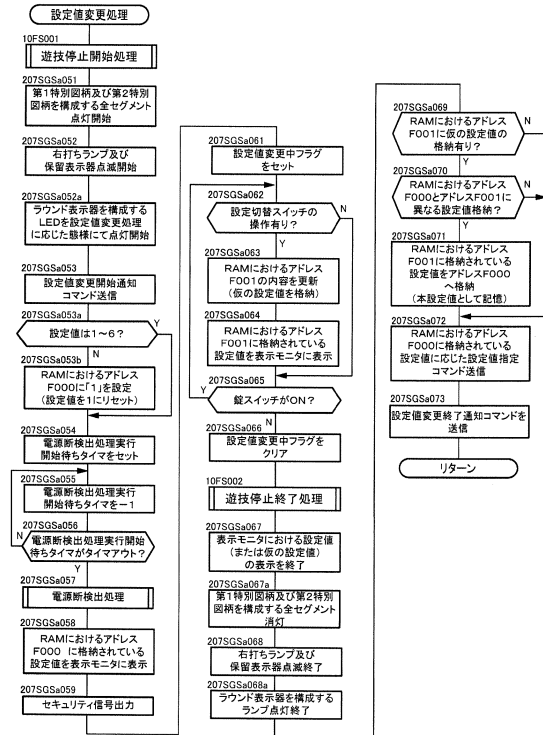 設定値変更処理
10FS001
遊技停止開始処理
207SGSa051
第1特別図柄及び第2特別
図柄を構成する全セグメント
点灯開始
207SGSa052
右打ちランプ及び
保留表示器点滅開始
207SGSa052a
ラウンド表示器を構成する
LEDを設定値変更処理
に応じた態様にて点灯開始
207SGSa053
設定値変更開始通知
コマンド送信
207SGSa053a
設定値は1~6?
Y
N
207SGSa053b
RAMにおけるアドレス
F000に「1」を設定
(設定値を1にリセット)
207SGSa054
電源断検出処理実行
開始待ちタイマをセット
207SGSa055
電源断検出処理実行
開始待ちタイマを-1
207SGSa056
N
電源断検出処理実行開始
待ちタイマがタイマアウト?
Y
207SGSa057
電源断検出処理
207SGSa058
RAMにおけるアドレス
F000 に格納されている
設定値を表示モニタに表示
207SGSa059
セキュリティ信号出力
207SGSa061
設定値変更中フラグ
をセット
207SGSa062
設定切替スイッチの
操作有り?
N
Y
207SGSa063
RAMにおけるアドレス
F001の内容を更新
(仮の設定値を格納)
207SGSa064
RAMにおけるアドレス
F001に格納されている
設定値を表示モニタに表示
207SGSa065
Y
錠スイッチがON?
N
207SGSa066
設定値変更中フラグを
クリア
10FS002
遊技停止終了処理
207SGSa067
表示モニタにおける設定値
(または仮の設定値)
の表示を終了
207SGSa067a
第1特別図柄及び第2特別
図柄を構成する全セグメント
消灯
207SGSa068
右打ちランプ及び
保留表示器点滅終了
207SGSa068a
ラウンド表示器を構成する
ランプ点灯終了
207SGSa069
RAMにおけるアドレス
F001に仮の設定値の
格納有り?
N
Y
207SGSa070
RAMにおけるアドレス
F000とアドレスF001に
異なる設定値格納?
N
Y
207SGSa071
RAMにおけるアドレス
F001に格納されている
設定値をアドレスF000
へ格納
(本設定値として記憶)
207SGSa072
RAMにおけるアドレス
F000に格納されている
設定値に応じた設定値指定
コマンド送信
207SGSa073
設定値変更終了通知コマンドを
送信
リターン